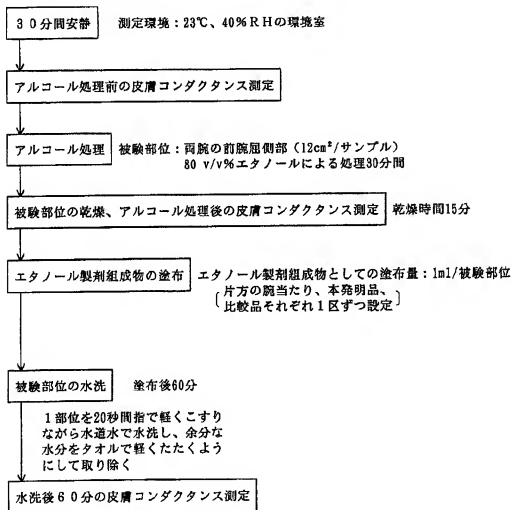 30分間安静 測定環境：23℃、40%RHの環境室
アルコール処理前の皮膚コンダクタンス測定
アルコール処理 被験部位：両腕の前腕屈側部（12cm²/サンプル）
80 v/v%エタノールによる処理30分間
被験部位の乾燥、アルコール処理後の皮膚コンダクタンス測定 乾燥時間15分
エタノール製剤組成物の塗布 エタノール製剤組成物としての塗布量：1ml/被験部位
〔片方の腕当たり、本発明品、
比較品それぞれ１区ずつ設定〕
被験部位の水洗 塗布後60分
１部位を20秒間指で軽くこすり
ながら水道水で水洗し、余分な
水分をタオルで軽くたたくよう
にして取り除く
水洗後６０分の皮膚コンダクタンス測定